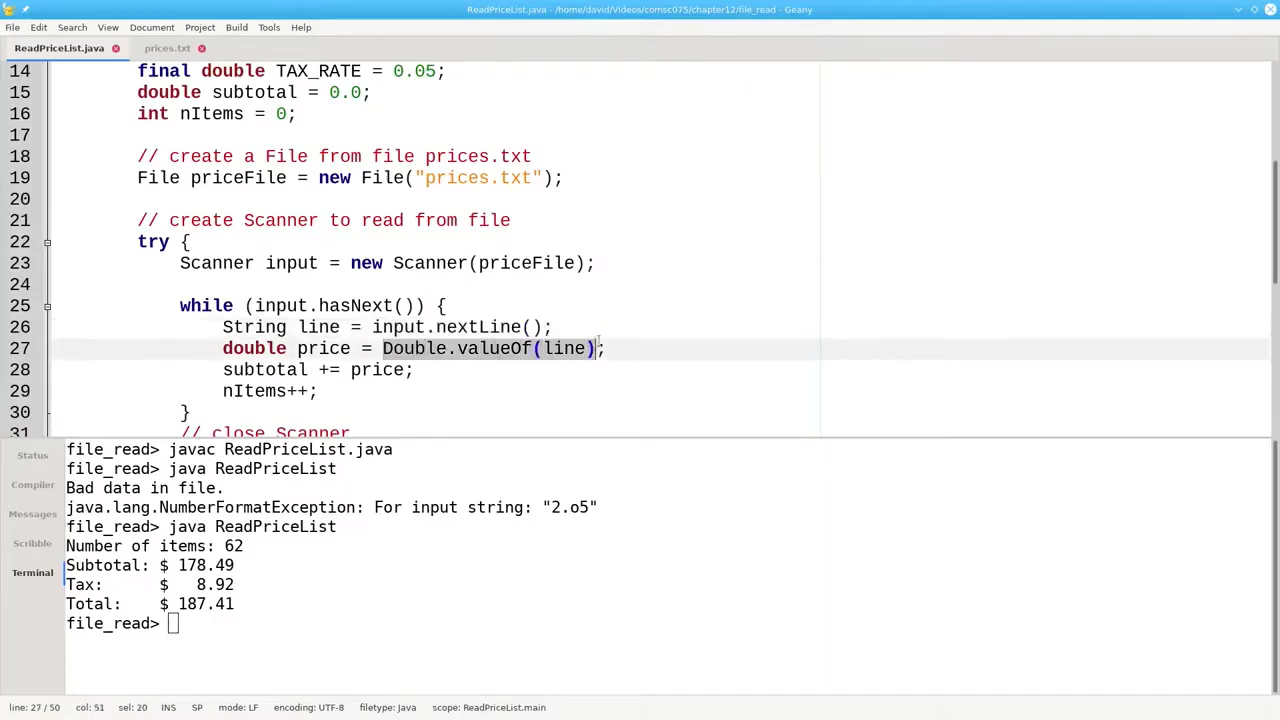 ReadPriceList.java - /home/david/Videos/comsc075/chapter12/file_read - Geany
File Edit Search View Document Project Build Tools Help
ReadPriceList.java prices.txt
14 final double TAX_RATE = 0.05;
15 double subtotal = 0.0;
16 int nItems = 0;
17
18 // create a File from file prices.txt
19 File priceFile = new File("prices.txt");
20
21 // create Scanner to read from file
22 try {
23 Scanner input = new Scanner(priceFile);
24
25 while (input.hasNext()) {
26 String line = input.nextLine();
27 double price = Double.valueOf(line);
28 subtotal += price;
29 nItems++;
30 }
31 // close Scanner
Status
Compiler
Messages
Scribble
Terminal
file_read> javac ReadPriceList.java
file_read> java ReadPriceList
Bad data in file.
java.lang.NumberFormatException: For input string: "2.o5"
file_read> java ReadPriceList
Number of items: 62
Subtotal: $ 178.49
Tax: $ 8.92
Total: $ 187.41
file_read>
line: 27 / 50 col: 51 sel: 20 INS SP mode: LF encoding: UTF-8 filetype: Java scope: ReadPriceList.main